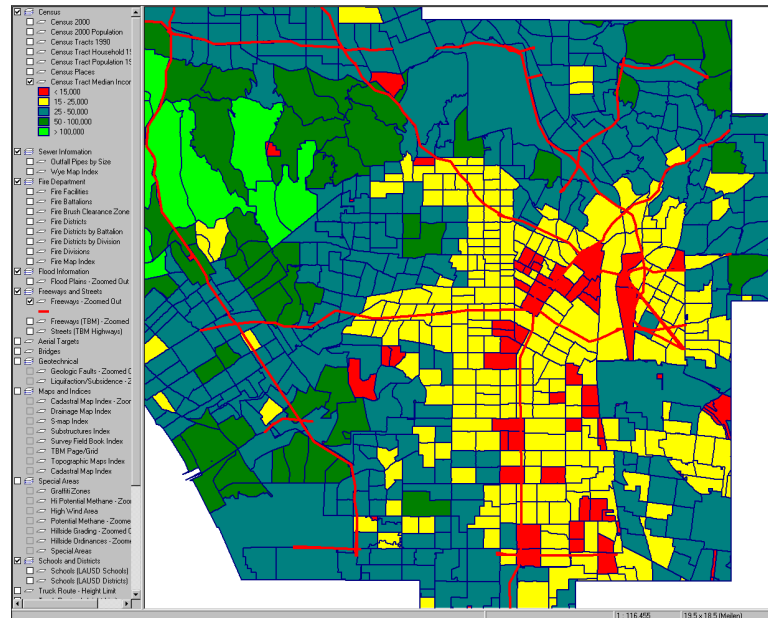 Census
Census 2000
Census 2000 Population
Census Tracts 1990
Census Tract Household 1
Census Tract Population 1
Census Places
Census Tract Median Incor
< 15,000
15 - 25,000
25 - 50,000
50 - 100,000
> 100,000
Sewer Information
Outfall Pipes by Size
Wye Map Index
Fire Department
Fire Facilities
Fire Battalions
Fire Brush Clearance Zone
Fire Districts
Fire Districts by Battalion
Fire Districts by Division
Fire Divisions
Fire Map Index
Flood Information
Flood Plains - Zoomed Out
Freeways and Streets
Freeways - Zoomed Out
Freeways (TBM) - Zoomed
Streets (TBM Highways)
Aerial Targets
Bridges
Geotechnical
Geologic Faults - Zoomed
Liquifaction/Subsidence - Z
Maps and Indices
Cadastral Map Index - Zoo
Drainage Map Index
S-map Index
Substructures Index
Survey Field Book Index
TBM Page/Grid
Topographic Maps Index
Cadastral Map Index
Special Areas
Graffiti Zones
Hi Potential Methane - Zoo
High Wind Area
Potential Methane - Zoome
Hillside Grading - Zoomed
Hillside Ordinances - Zoom
Special Areas
Schools and Districts
Schools (LAUSD Schools)
Schools (LAUSD Districts)
Truck Route - Height Limit
1 : 116,455 19.5 x 18.5 (Meilen)